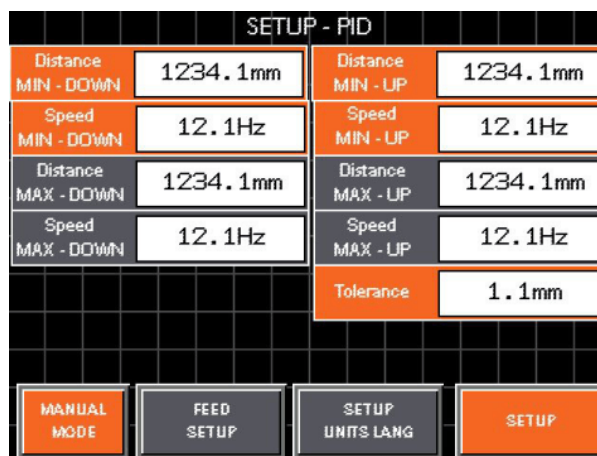 SETUP - PID
Distance
MIN - DOWN
1234.1mm
Distance
MIN - UP
1234.1mm
Speed
MIN - DOWN
12.1Hz
Speed
MIN - UP
12.1Hz
Distance
MAX - DOWN
1234.1mm
Distance
MAX - UP
1234.1mm
Speed
MAX - DOWN
12.1Hz
Speed
MAX - UP
12.1Hz
Tolerance
1.1mm
MANUAL
MODE
FEED
SETUP
SETUP
UNITS LANG
SETUP